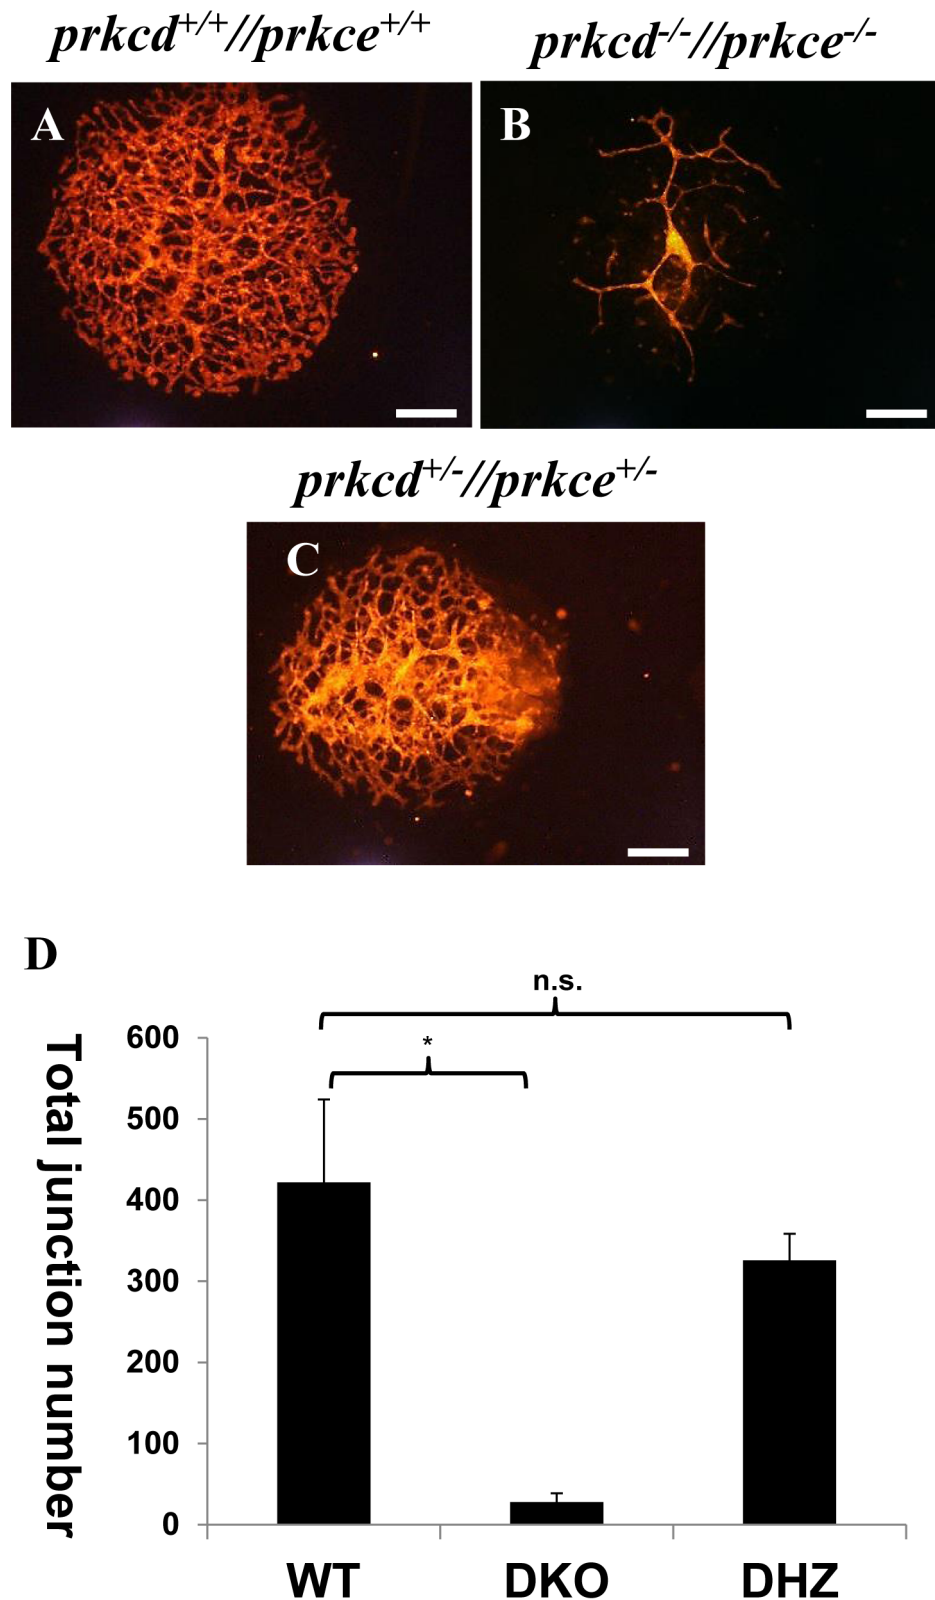 prkcd+/+//prkce+/+
prkcd-/-//prkce-/-
A
B
prkcd+/-//prkce+/-
C
D
n.s.
*
Total junction number
600
500
400
300
200
100
0
WT DKO DHZ